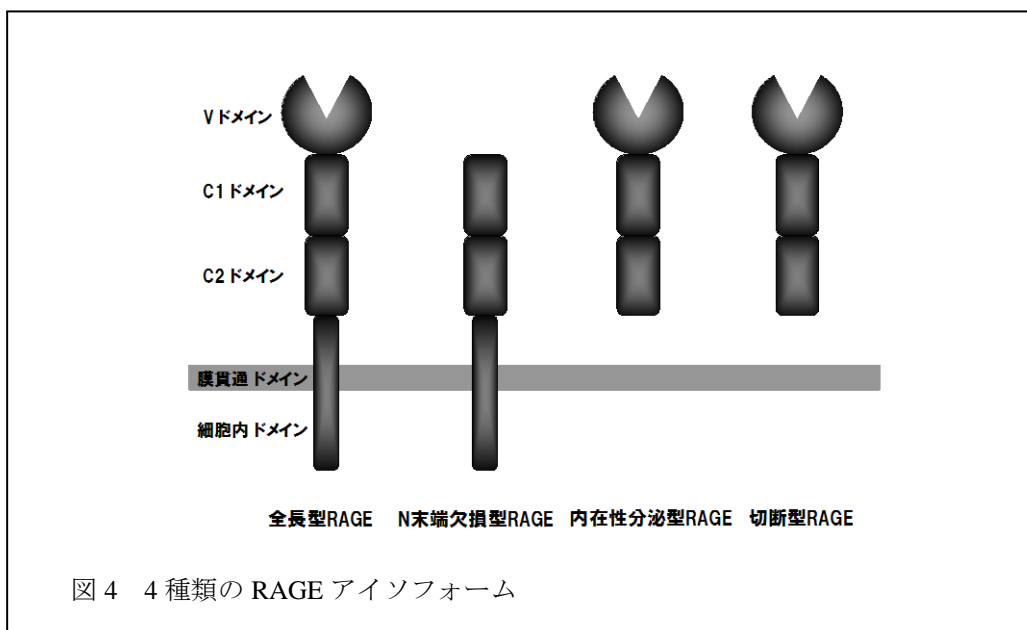 Vドメイン
C1ドメイン
C2ドメイン
膜貫通ドメイン
細胞内ドメイン
全長型RAGE N末端欠損型RAGE 内在性分泌型RAGE 切断型RAGE
図4 4種類のRAGEアイソフォーム